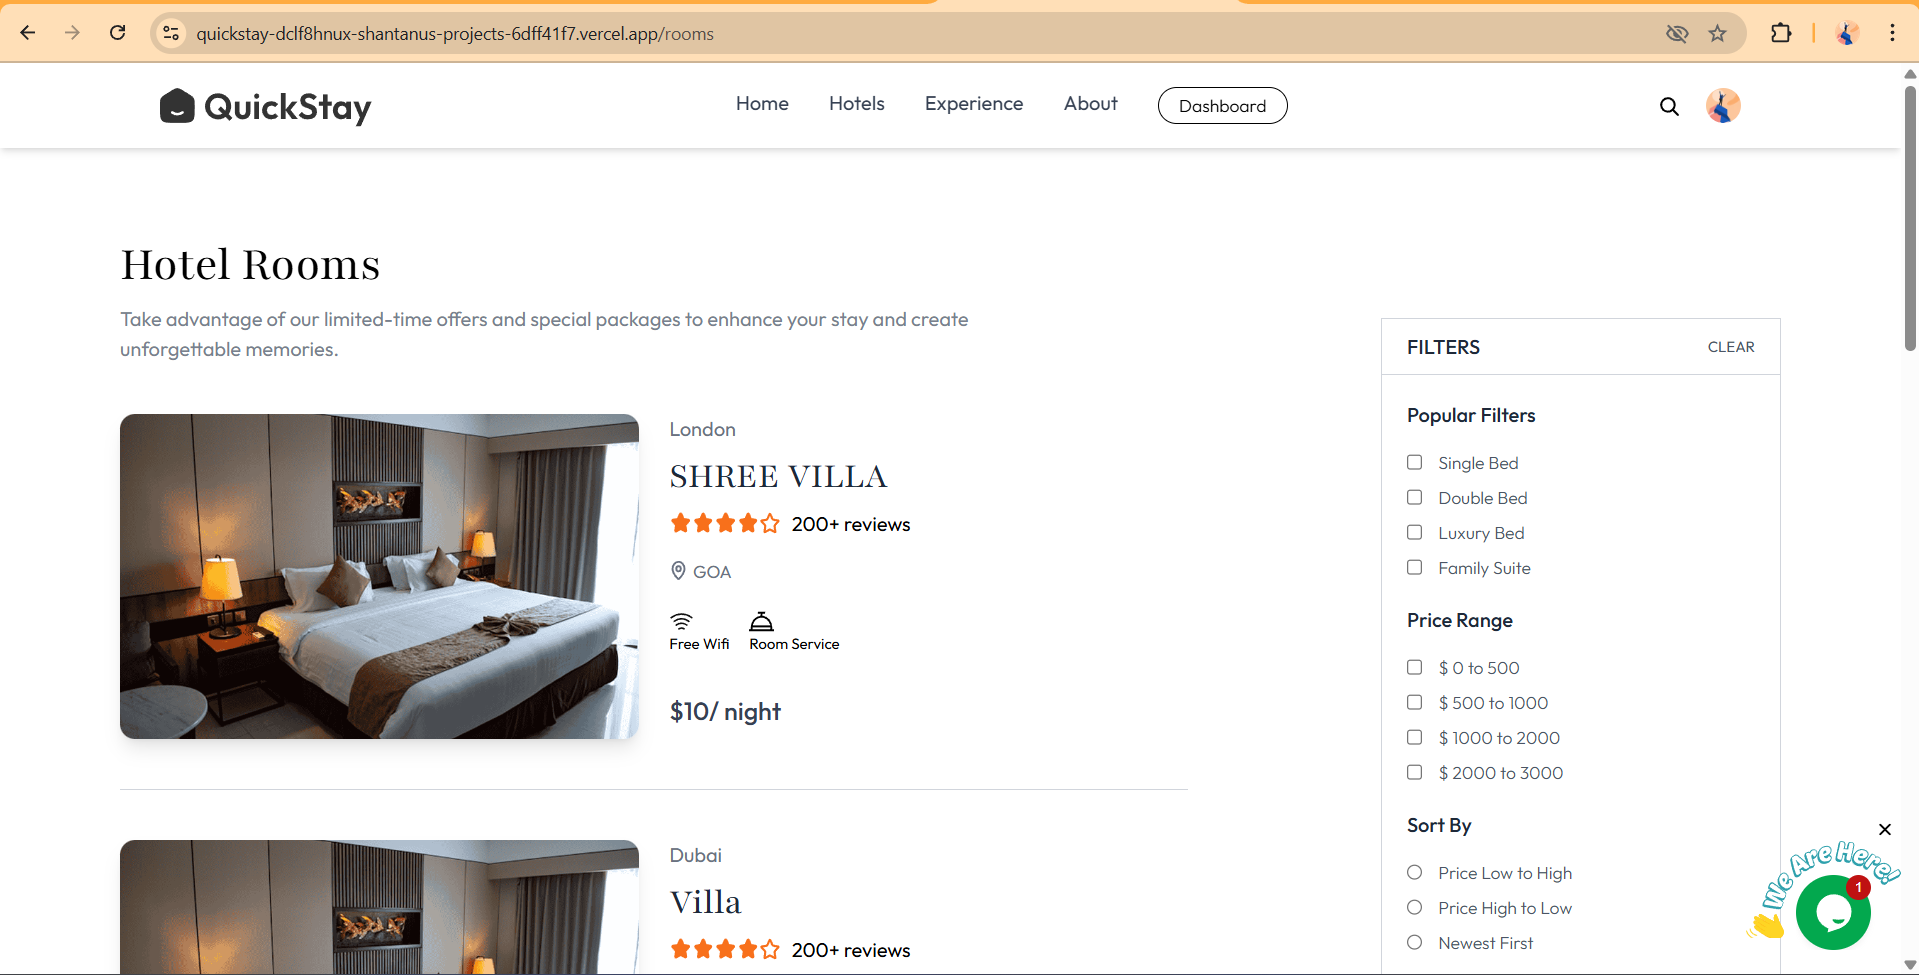 quickstay-dclf8hnux-shantanus-projects-6dff41f7.vercel.app/rooms
QuickStay
Home
Hotels
Experience
About
Dashboard
Hotel Rooms
Take advantage of our limited-time offers and special packages to enhance your stay and create
unforgettable memories.
London
SHREE VILLA
200+ reviews
GOA
Free Wifi
Room Service
$10/ night
Dubai
Villa
200+ reviews
FILTERS
CLEAR
Popular Filters
Single Bed
Double Bed
Luxury Bed
Family Suite
Price Range
$ 0 to 500
$ 500 to 1000
$ 1000 to 2000
$ 2000 to 3000
Sort By
Price Low to High
Price High to Low
Newest First
We Are Here!
1